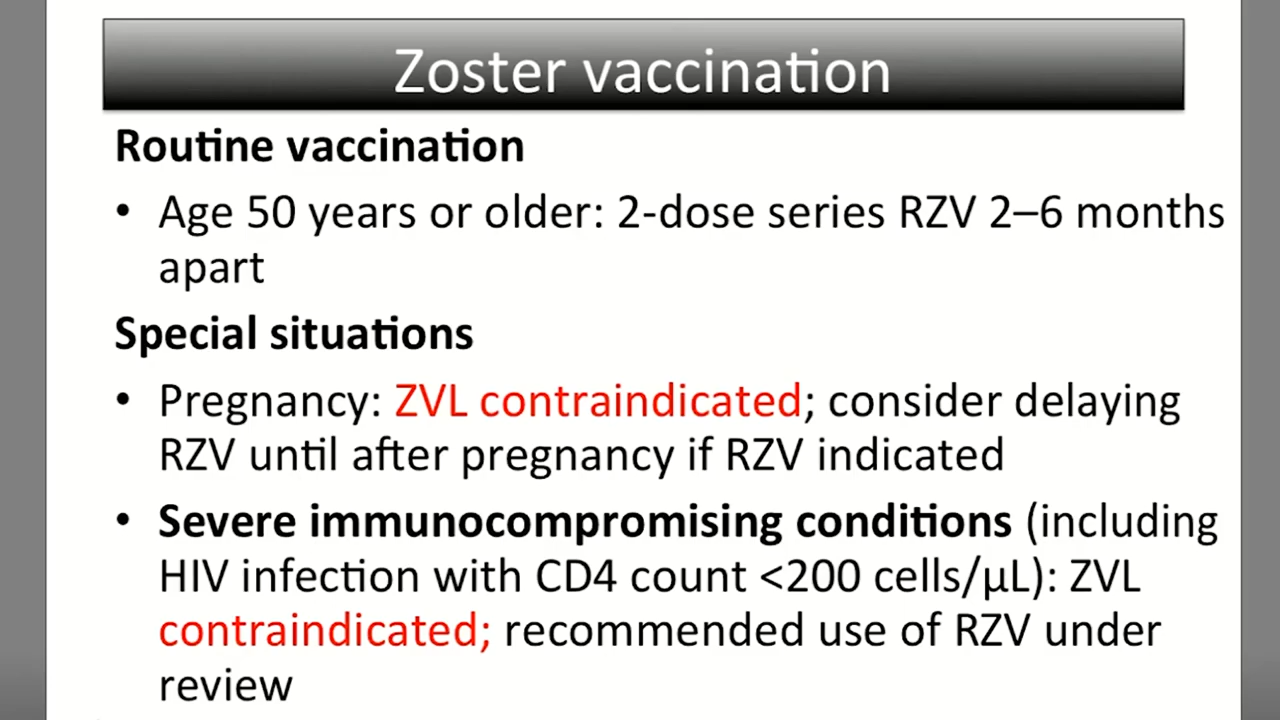 Zoster vaccination
Routine vaccination
• Age 50 years or older: 2-dose series RZV 2–6 months
apart
Special situations
• Pregnancy: ZVL contraindicated; consider delaying
RZV until after pregnancy if RZV indicated
• Severe immunocompromising conditions (including
HIV infection with CD4 count <200 cells/μL): ZVL
contraindicated; recommended use of RZV under
review